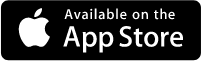 Available on the
App Store